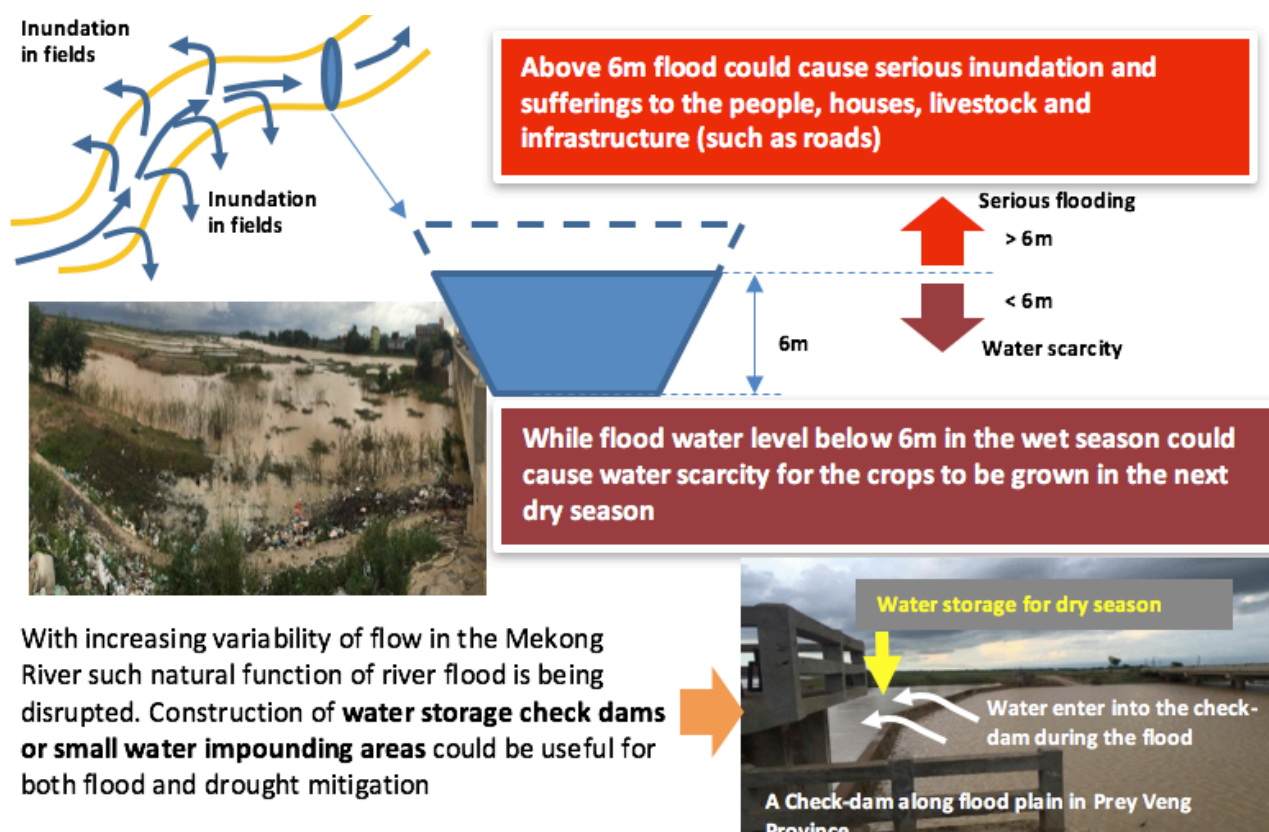 Inundation
in fields
Inundation
in fields
Above 6m flood could cause serious inundation and
sufferings to the people, houses, livestock and
infrastructure (such as roads)
Serious flooding
> 6m
< 6m
Water scarcity
6m
While flood water level below 6m in the wet season could
cause water scarcity for the crops to be grown in the next
dry season
With increasing variability of flow in the Mekong
River such natural function of river flood is being
disrupted. Construction of water storage check dams
or small water impounding areas could be useful for
both flood and drought mitigation
Water storage for dry season
Water enter into the check-
dam during the flood
A Check-dam along flood plain in Prey Veng
Province